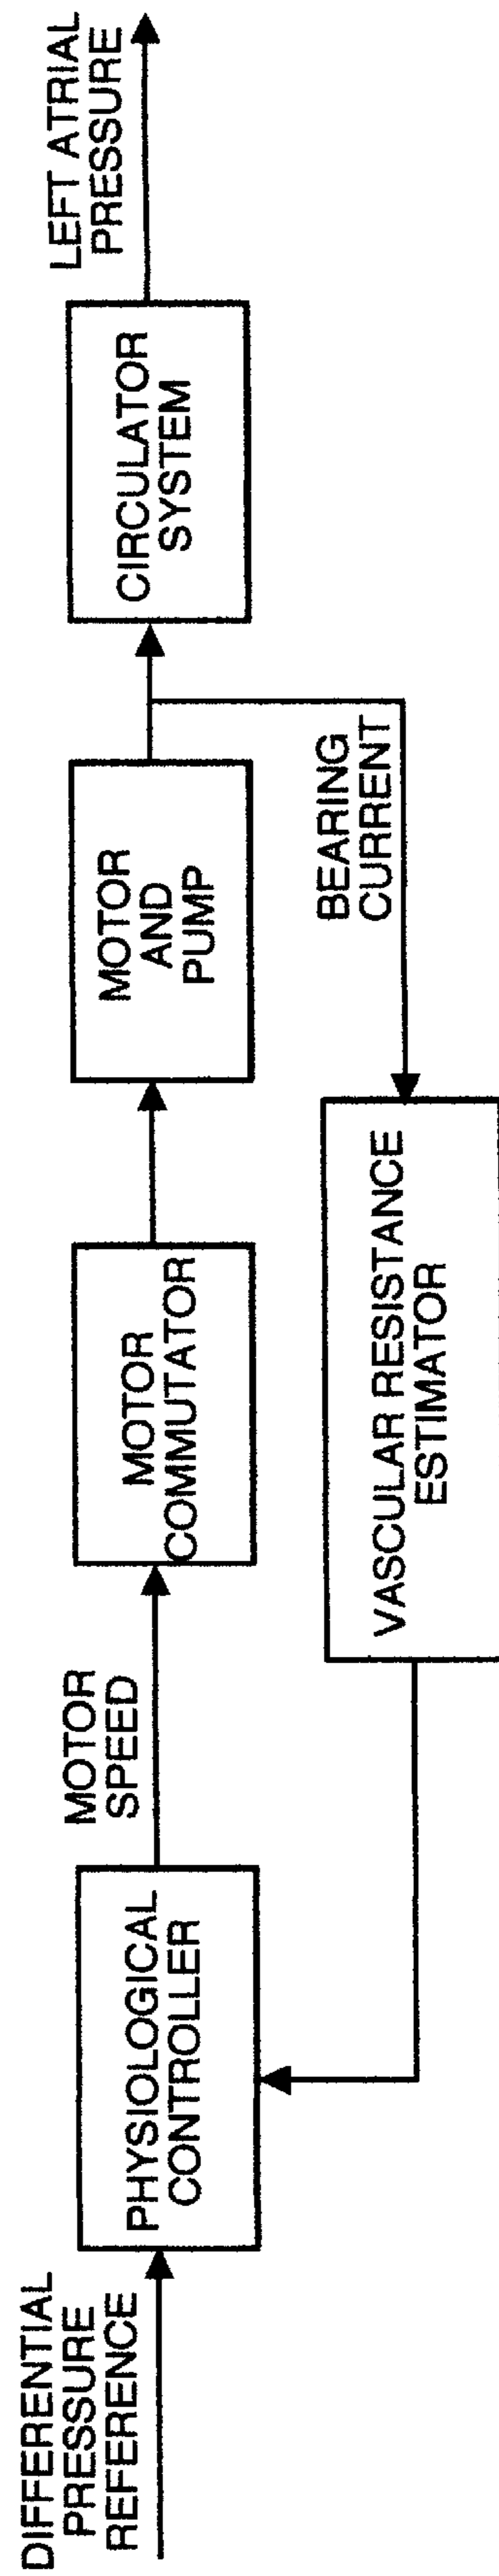 DIFFERENTIAL
PRESSURE
REFERENCE
PHYSIOLOGICAL
CONTROLLER
MOTOR
SPEED
MOTOR
COMMUTATOR
MOTOR
AND
PUMP
CIRCULATOR
SYSTEM
LEFT ATRIAL
PRESSURE
BEARING
CURRENT
VASCULAR RESISTANCE
ESTIMATOR